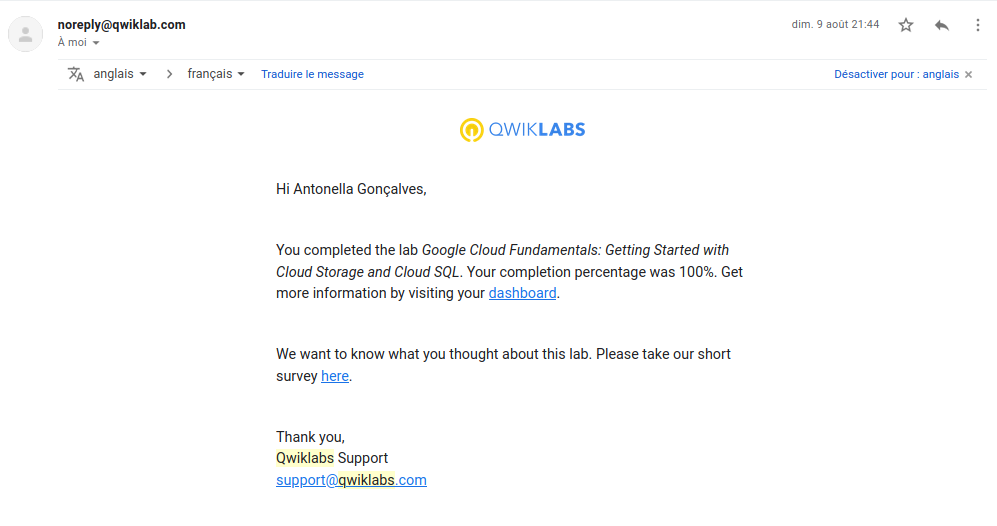 noreply@qwiklab.com
dim. 9 août 21:44
À moi
anglais > français Traduire le message Désactiver pour : anglais ×
QWIKLABS
Hi Antonella Gonçalves,
You completed the lab Google Cloud Fundamentals: Getting Started with
Cloud Storage and Cloud SQL. Your completion percentage was 100%. Get
more information by visiting your dashboard.
We want to know what you thought about this lab. Please take our short
survey here.
Thank you,
Qwiklabs Support
support@qwiklabs.com